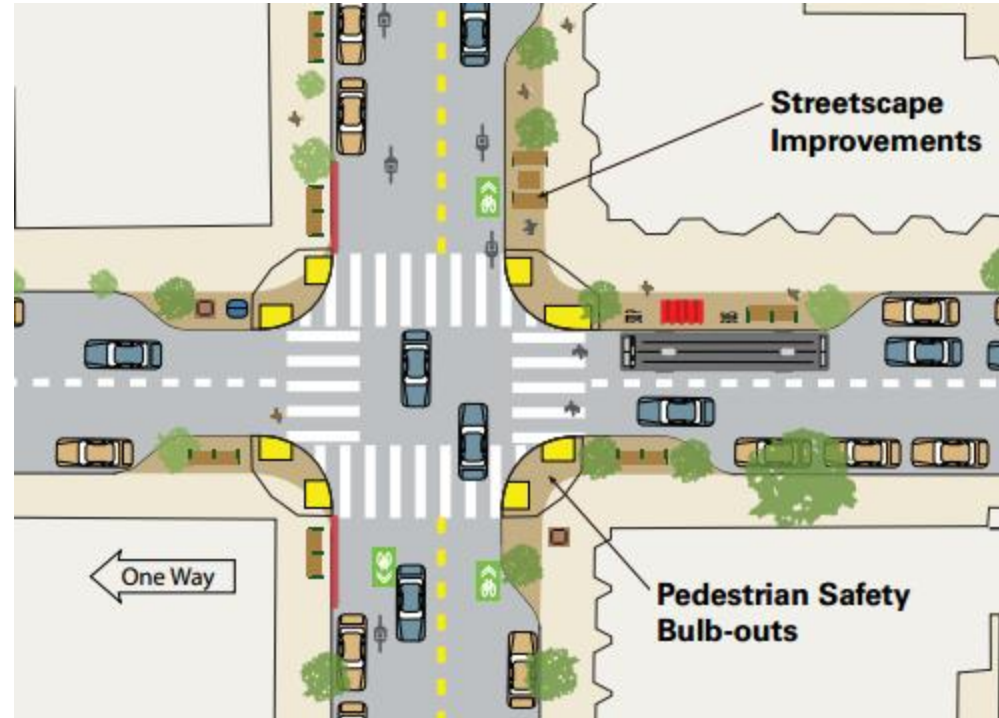 Streetscape
Improvements
One Way
Pedestrian Safety
Bulb-outs